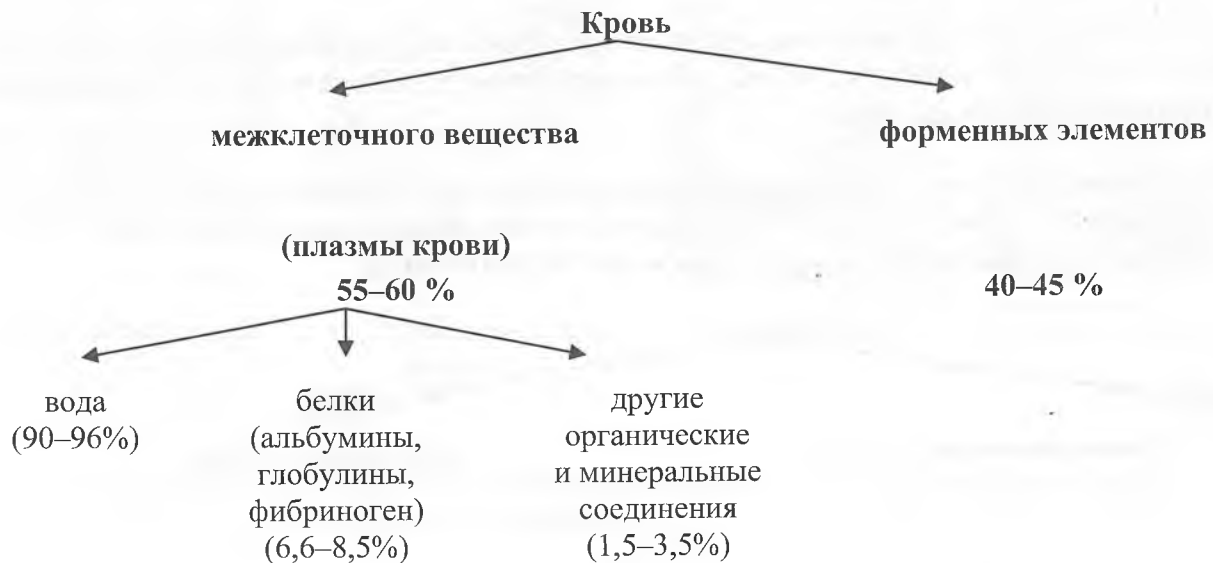 Кровь
межклеточного вещества
форменных элементов
(плазмы крови)
55–60 %
40–45 %
вода
(90–96%)
белки
(альбумины,
глобулины,
фибриноген)
(6,6–8,5%)
другие
органические
и минеральные
соединения
(1,5–3,5%)